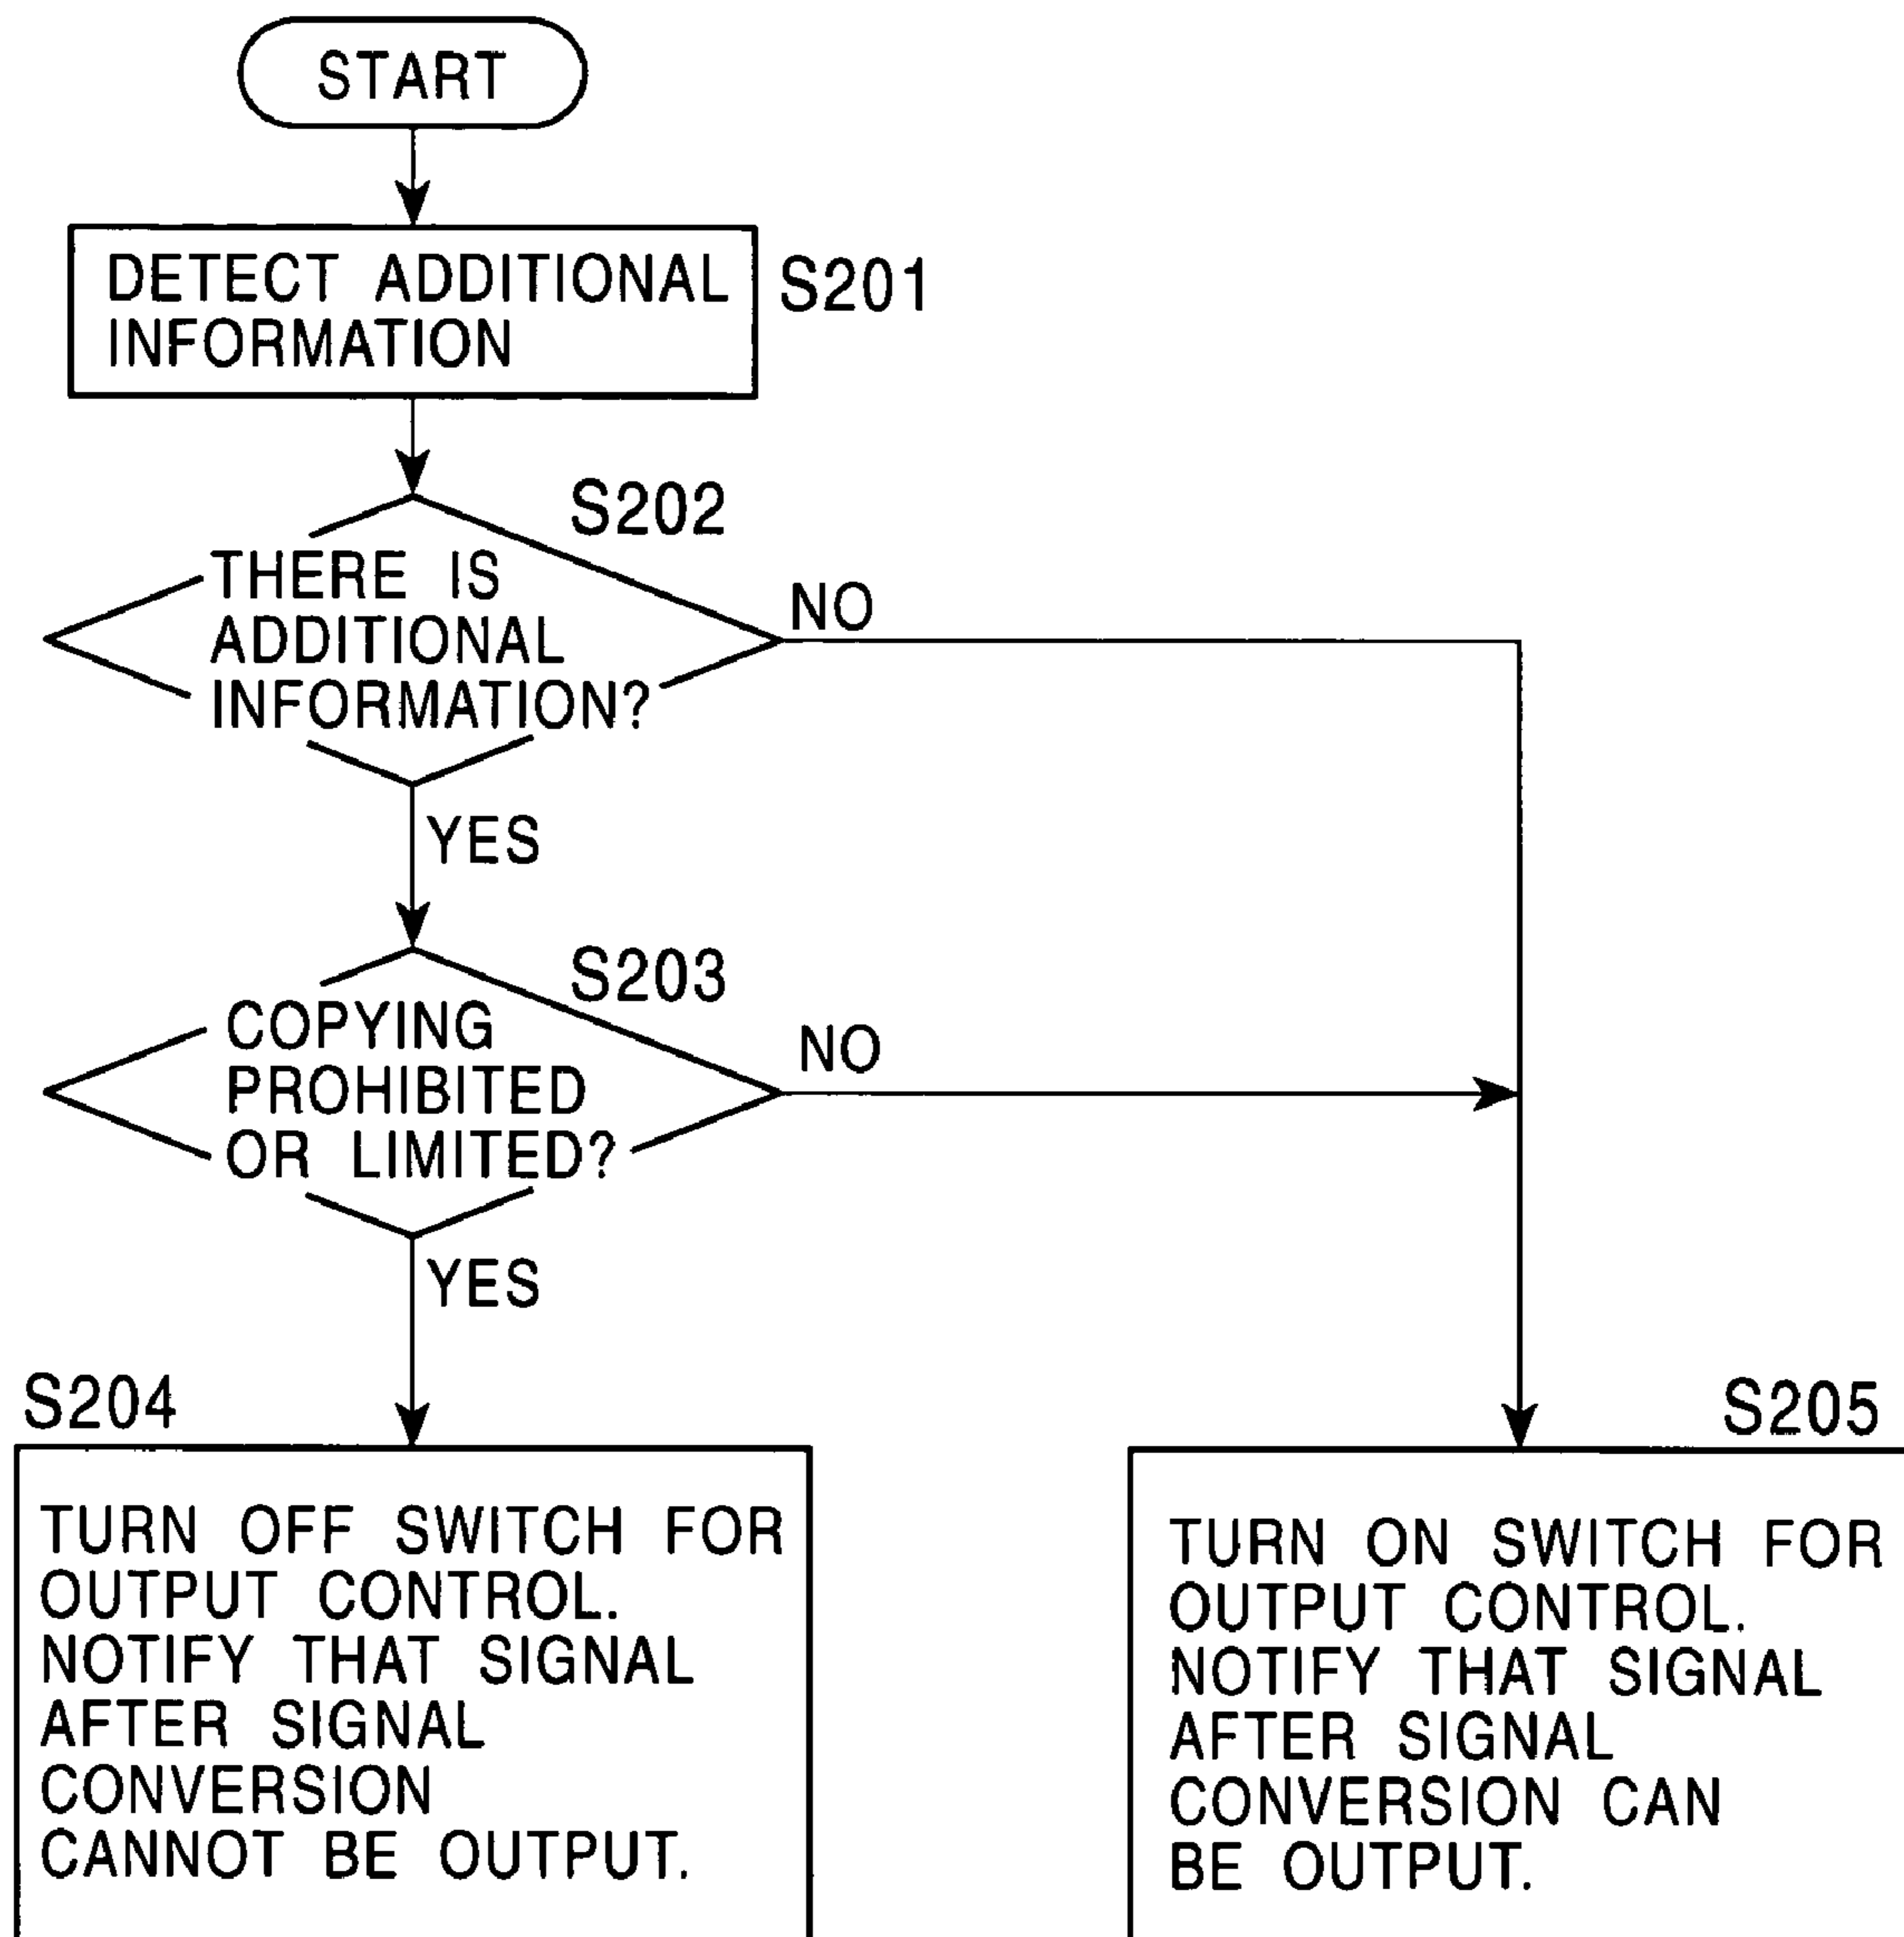 START
DETECT ADDITIONAL
INFORMATION
S201
S202
THERE IS
ADDITIONAL
INFORMATION?
NO
YES
S203
COPYING
PROHIBITED
OR LIMITED?
NO
YES
S204
TURN OFF SWITCH FOR
OUTPUT CONTROL.
NOTIFY THAT SIGNAL
AFTER SIGNAL
CONVERSION
CANNOT BE OUTPUT.
S205
TURN ON SWITCH FOR
OUTPUT CONTROL.
NOTIFY THAT SIGNAL
AFTER SIGNAL
CONVERSION CAN
BE OUTPUT.